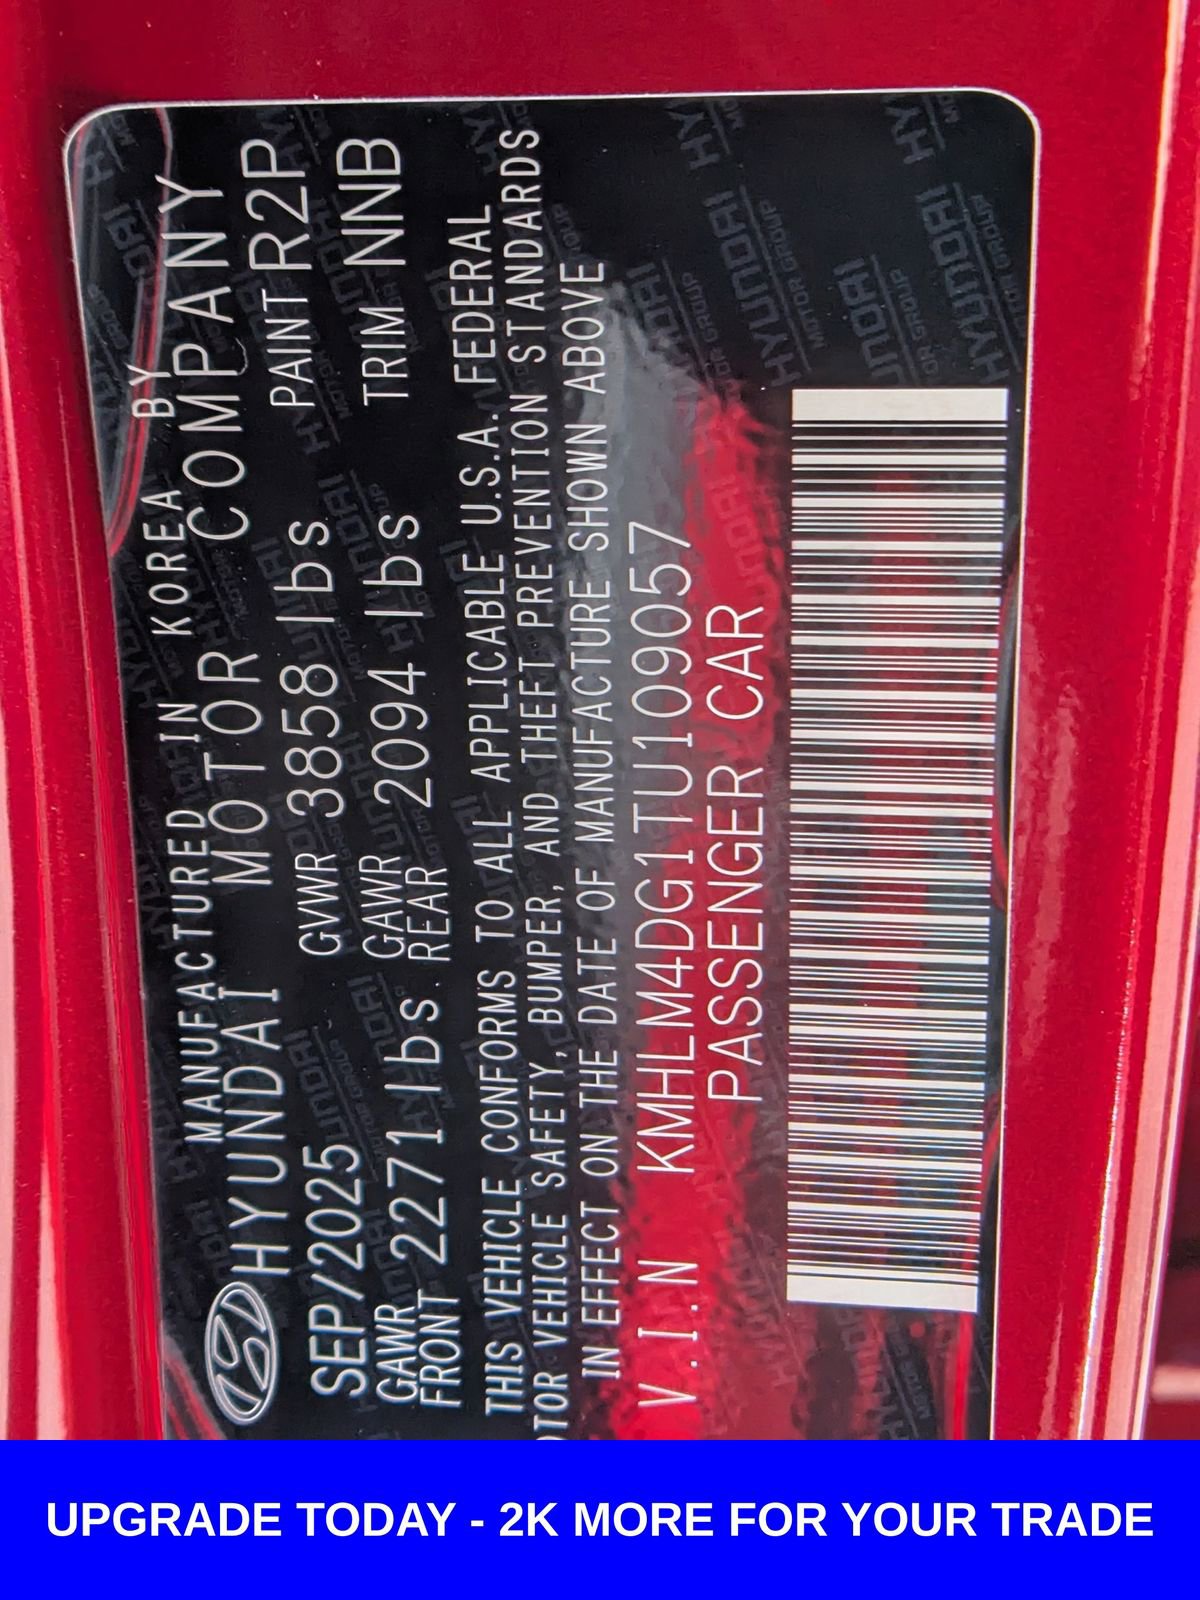 MANUFACTURED IN KOREA BY
HYUNDAI MOTOR COMPANY
SEP/2025 GVWR 3858 lbs PAINT R2P
GAWR FRONT 2271 lbs GAWR REAR 2094 lbs TRIM NNB
THIS VEHICLE CONFORMS TO ALL APPLICABLE U.S.A. FEDERAL
OTOR VEHICLE SAFETY, BUMPER, AND THEFT PREVENTION STANDARDS
IN EFFECT ON THE DATE OF MANUFACTURE SHOWN ABOVE
V.I.N KMHLM4DG1TU109057
PASSENGER CAR
UPGRADE TODAY - 2K MORE FOR YOUR TRADE